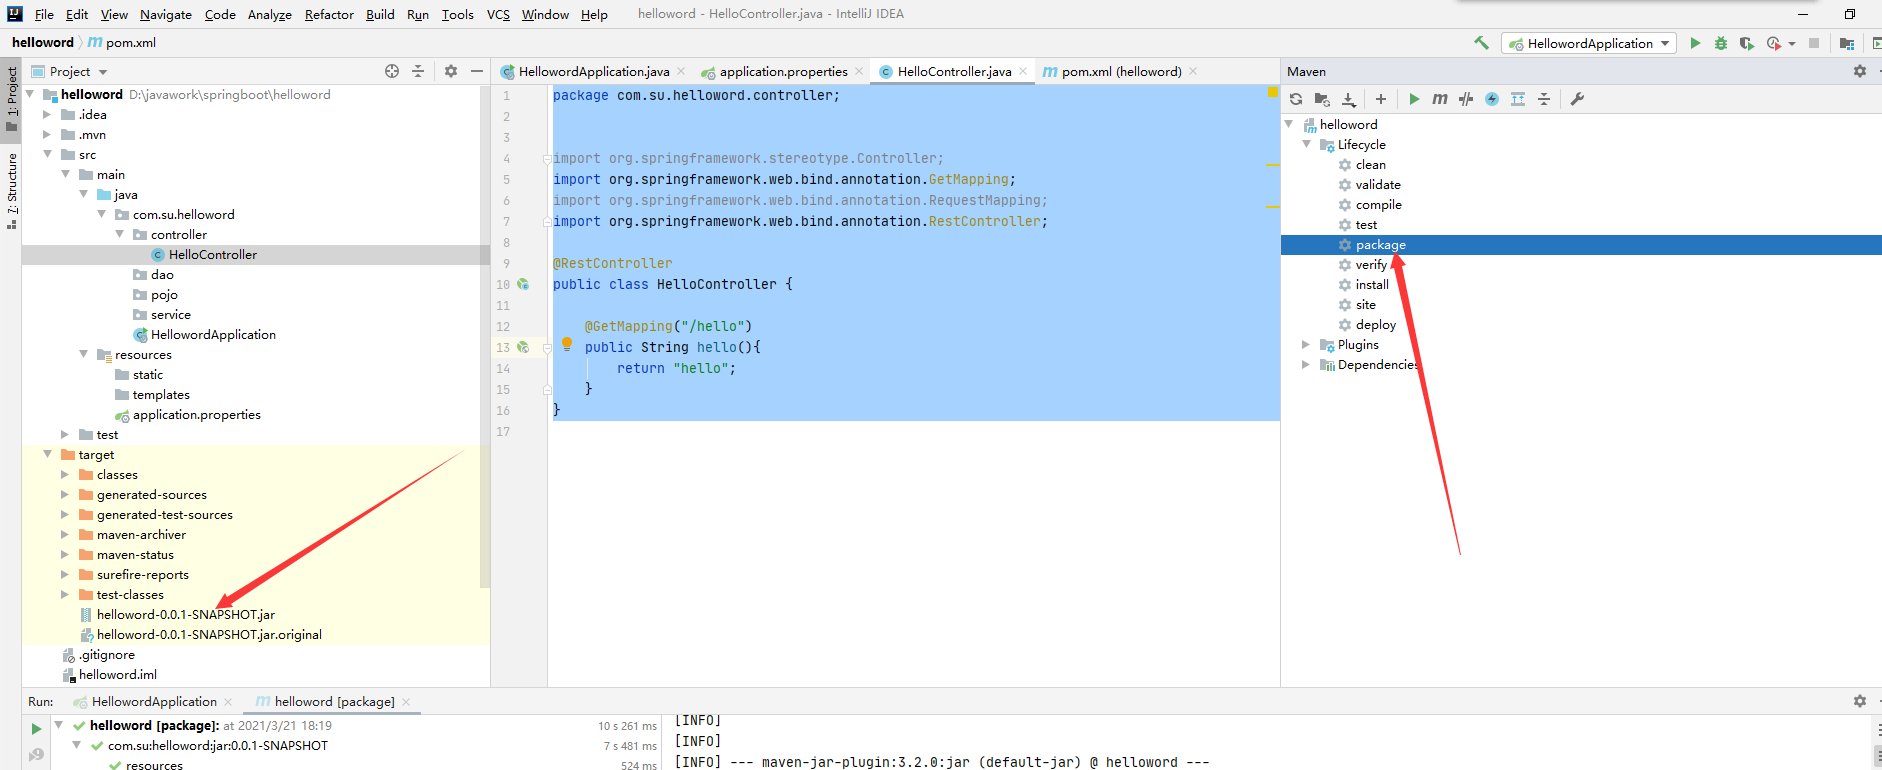 File Edit View Navigate Code Analyze Refactor Build Run Tools VCS Window Help helloword - HelloController.java - IntelliJ IDEA
helloword pom.xml HellowordApplication
Project
HellowordApplication.java application.properties HelloController.java pom.xml (helloword)
Maven
1: Project
7: Structure
helloword D:\javawork\springboot\helloword
.idea
.mvn
src
main
java
com.su.helloword
controller
HelloController
dao
pojo
service
HellowordApplication
resources
static
templates
application.properties
test
target
classes
generated-sources
generated-test-sources
maven-archiver
maven-status
surefire-reports
test-classes
helloword-0.0.1-SNAPSHOT.jar
helloword-0.0.1-SNAPSHOT.jar.original
.gitignore
helloword.iml
1 package com.su.helloword.controller;
2
3
4 import org.springframework.stereotype.Controller;
5 import org.springframework.web.bind.annotation.GetMapping;
6 import org.springframework.web.bind.annotation.RequestMapping;
7 import org.springframework.web.bind.annotation.RestController;
8
9 @RestController
10 public class HelloController {
11
12 @GetMapping("/hello")
13 public String hello(){
14 return "hello";
15 }
16 }
17
helloword
Lifecycle
clean
validate
compile
test
package
verify
install
site
deploy
Plugins
Dependencies
Run: HellowordApplication helloword [package]
helloword [package]: at 2021/3/21 18:19 10 s 261 ms
com.su:helloword:jar:0.0.1-SNAPSHOT 7 s 481 ms
resources 524 ms
[INFO]
[INFO]
[INFO] --- maven-jar-plugin:3.2.0:jar (default-jar) @ helloword ---